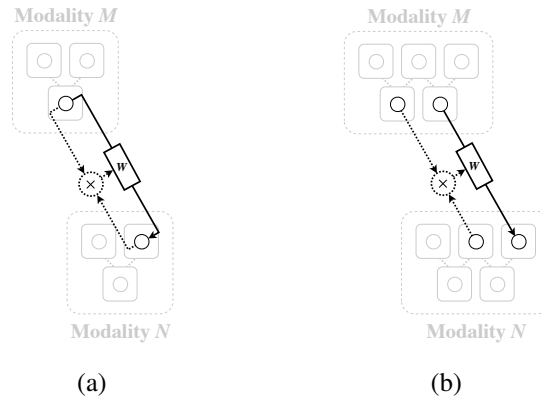 Modality M Modality M
W W
× ×
Modality N Modality N
(a) (b)